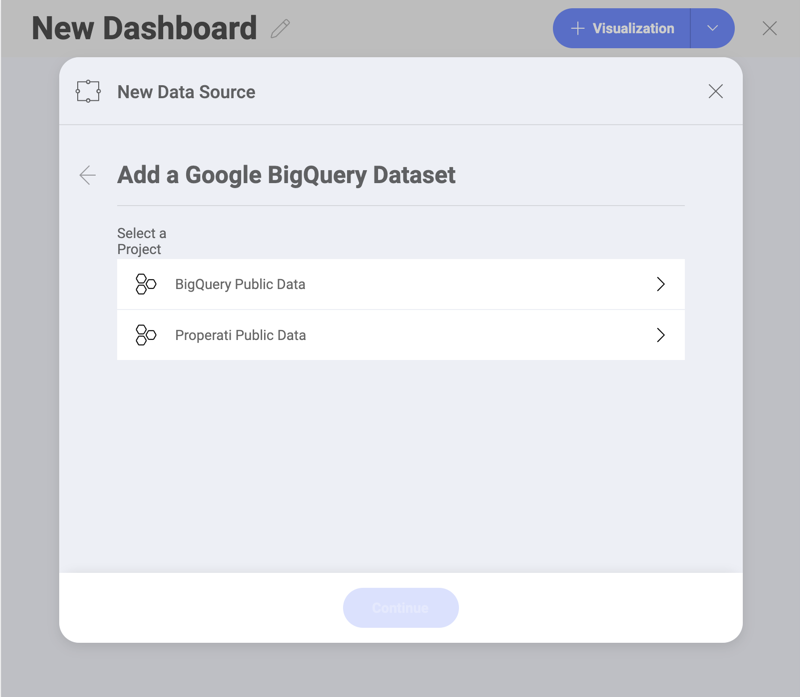 New Dashboard
Visualization
New Data Source
Add a Google BigQuery Dataset
Select a
Project
BigQuery Public Data
Properati Public Data
Continue